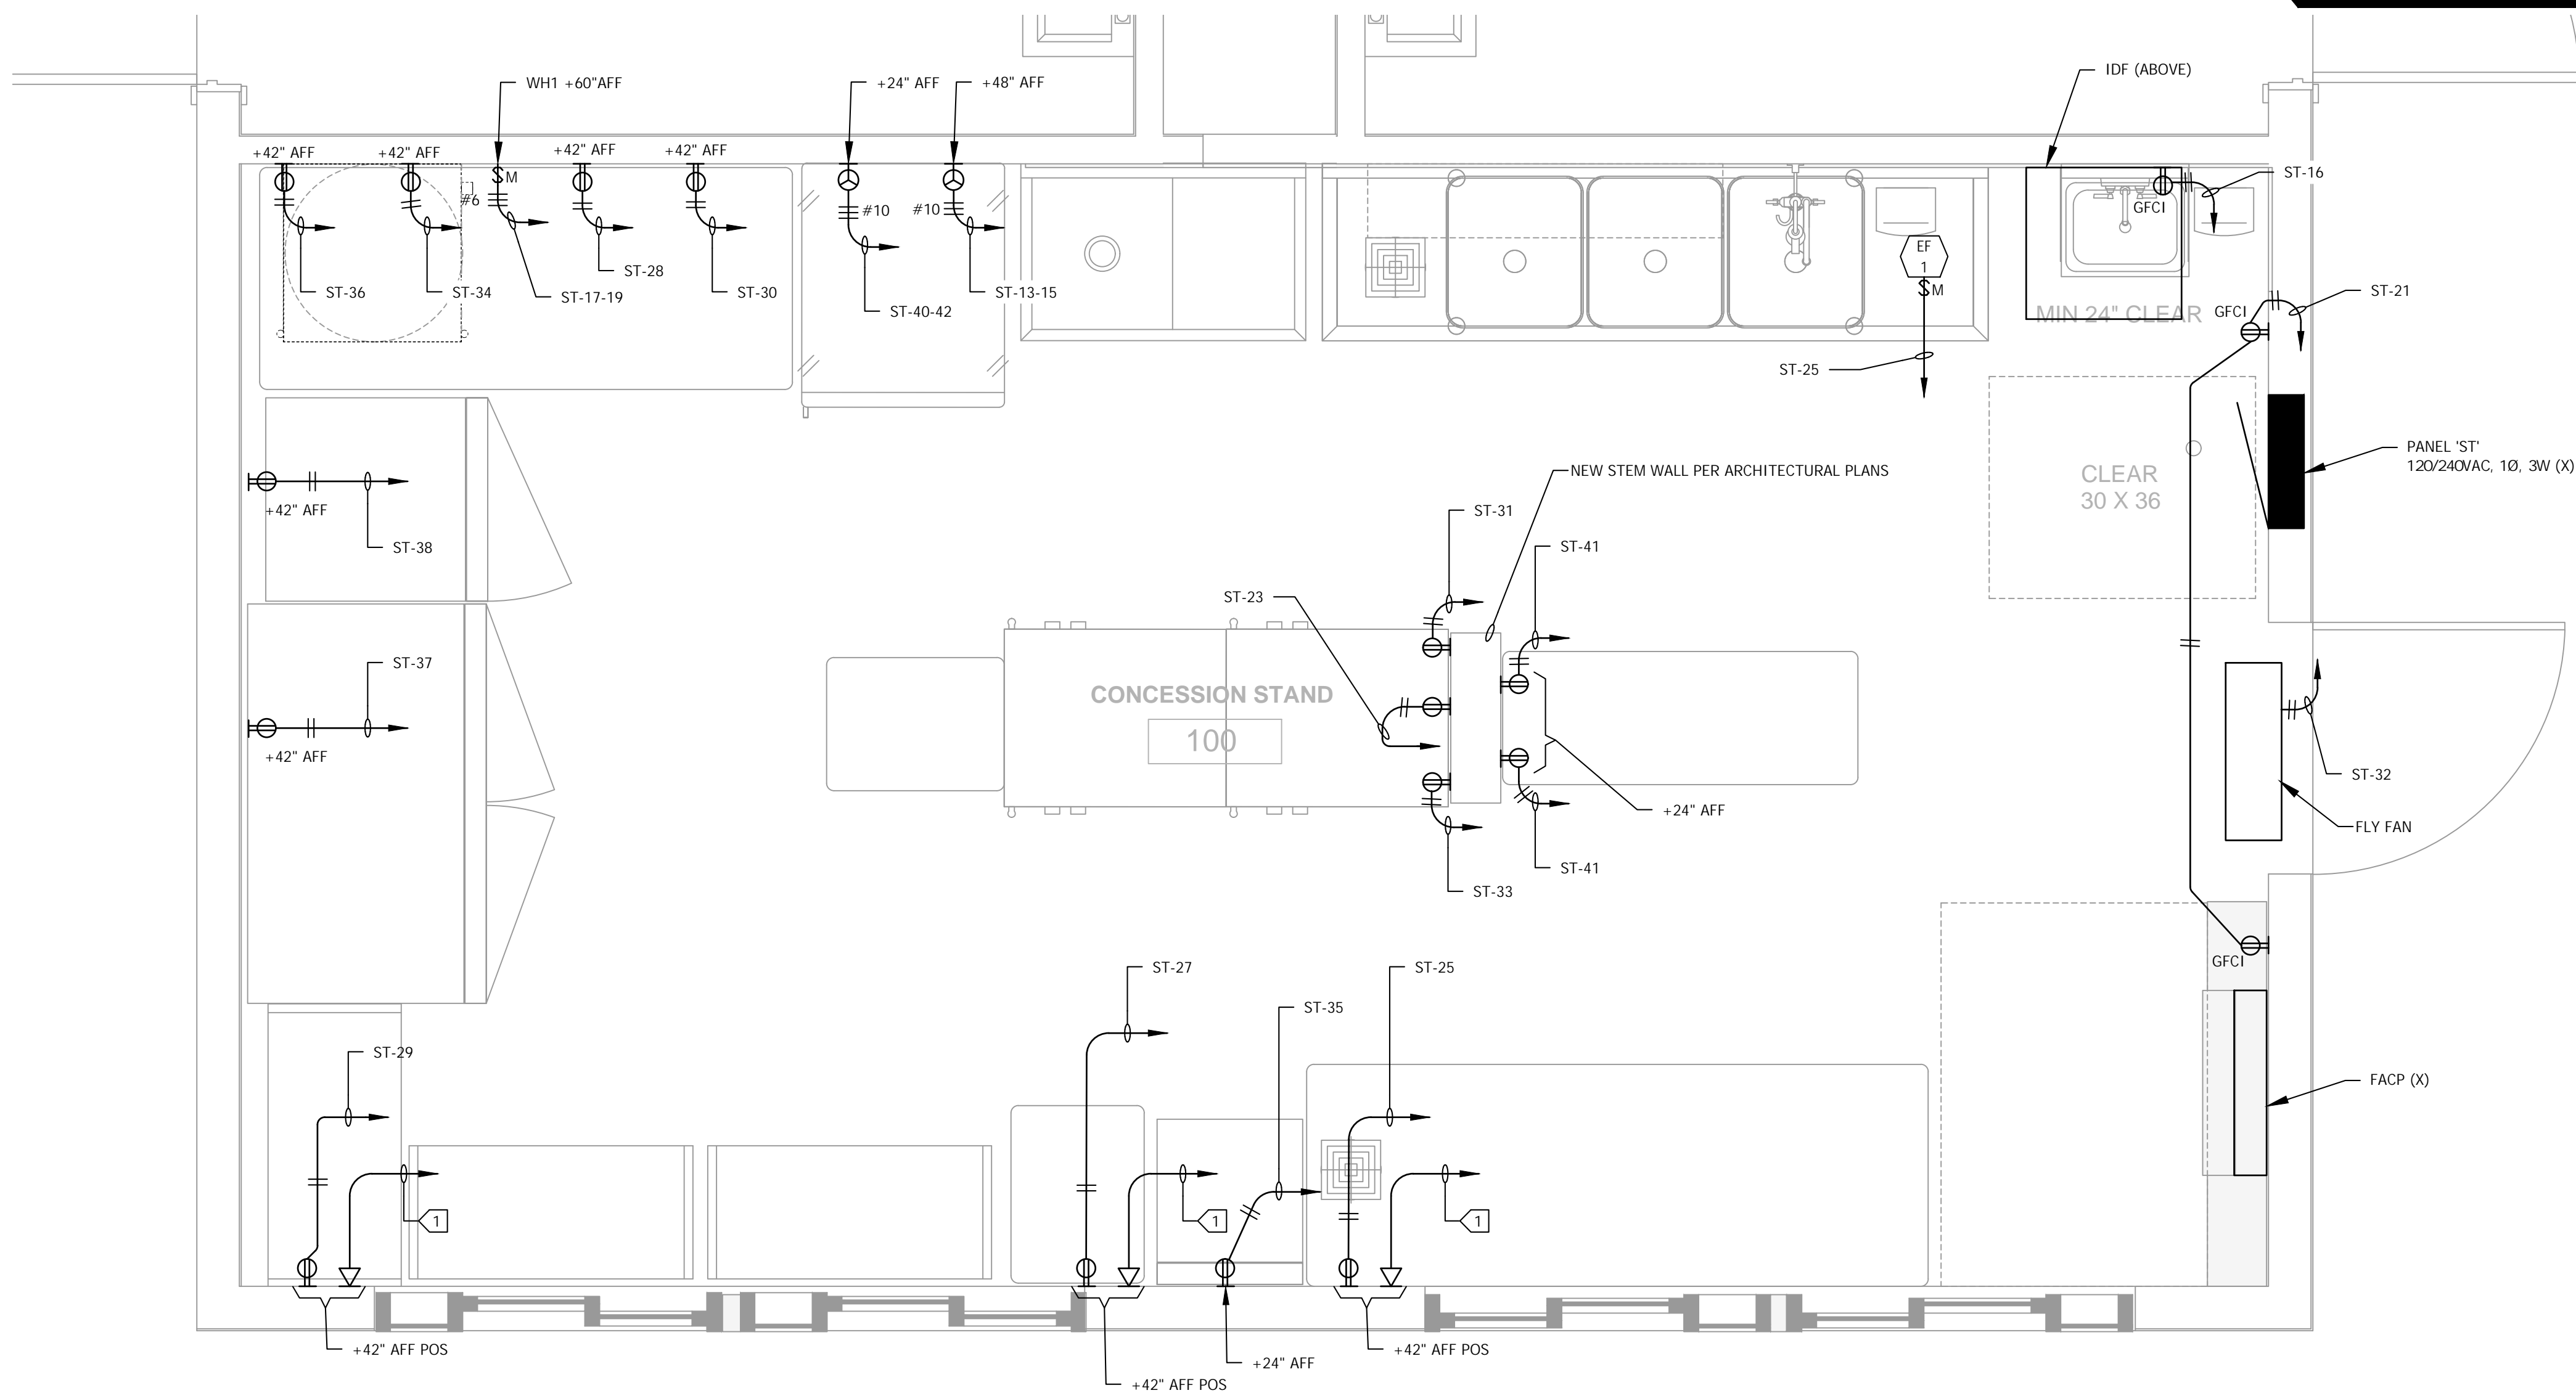 IDF (ABOVE)
WH1 +60"AFF
+24" AFF
+48" AFF
+42" AFF
+42" AFF
+42" AFF
+42" AFF
$M
#6
#10
#10
ST-36
ST-34
ST-17-19
ST-28
ST-30
ST-40-42
ST-13-15
EF
1
$M
ST-25
GFCI
ST-16
MIN 24" CLEAR
GFCI
ST-21
CLEAR
30 X 36
PANEL 'ST'
120/240VAC, 1Ø, 3W (X)
+42" AFF
ST-38
ST-37
+42" AFF
NEW STEM WALL PER ARCHITECTURAL PLANS
ST-31
ST-41
ST-23
CONCESSION STAND
100
+24" AFF
ST-41
ST-33
ST-32
FLY FAN
GFCI
FACP (X)
ST-29
1
+42" AFF POS
ST-27
1
+42" AFF POS
ST-35
+24" AFF
ST-25
1
+42" AFF POS